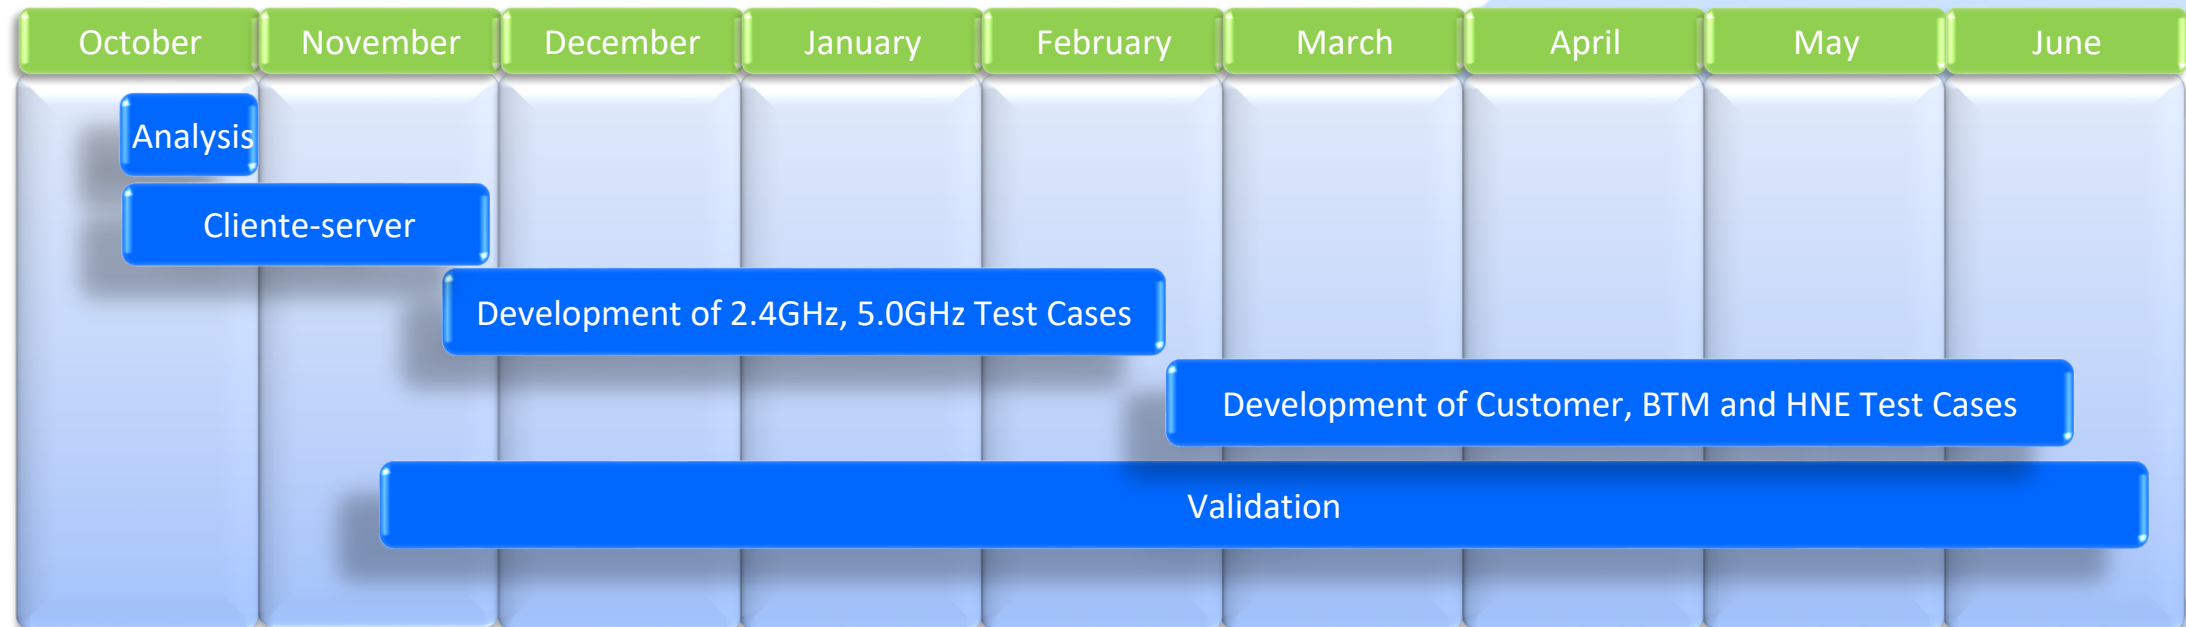 October November December January February March April May June
Analysis
Cliente-server
Development of 2.4GHz, 5.0GHz Test Cases
Development of Customer, BTM and HNE Test Cases
Validation